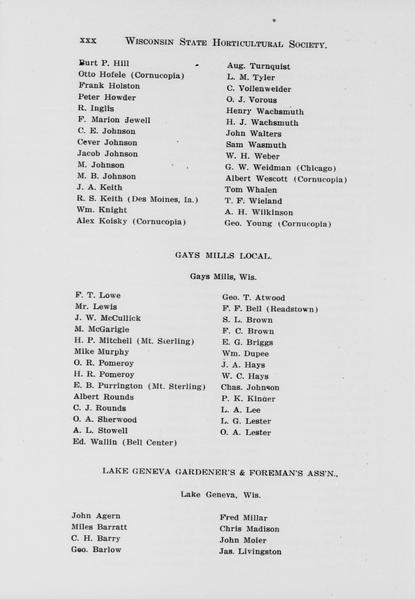 xxx Wisconsin State Horticultural Society.
Burt P. Hill
Otto Hofele (Cornucopia)
Frank Holston
Peter Howder
R. Inglis
F. Marion Jewell
C. E. Johnson
Cever Johnson
Jacob Johnson
M. Johnson
M. B. Johnson
J. A. Keith
R. S. Keith (Des Moines, Ia.)
Wm. Knight
Alex Koisky (Cornucopia)
Aug. Turnquist
L. M. Tyler
C. Vollenweider
O. J. Vorous
Henry Wachsmuth
H. J. Wachsmuth
John Walters
Sam Wasmuth
W. H. Weber
G. W. Weidman (Chicago)
Albert Wescott (Cornucopia)
Tom Whalen
T. F. Wieland
A. H. Wilkinson
Geo. Young (Cornucopia)
GAYS MILLS LOCAL.
Gays Mills, Wis.
F. T. Lowe
Mr. Lewis
J. W. McCullick
M. McGarigle
H. P. Mitchell (Mt. Sterling)
Mike Murphy
O. R. Pomeroy
H. R. Pomeroy
E. B. Purrington (Mt. Sterling)
Albert Rounds
C. J. Rounds
O. A. Sherwood
A. L. Stowell
Ed. Wallin (Bell Center)
Geo. T. Atwood
F. F. Bell (Readstown)
S. L. Brown
F. C. Brown
E. G. Briggs
Wm. Dupee
J. A. Hays
W. C. Hays
Chas. Johnson
P. K. Kinder
L. A. Lee
L. G. Lester
O. A. Lester
LAKE GENEVA GARDENER'S & FOREMAN'S ASS'N.,
Lake Geneva, Wis.
John Agern
Miles Barratt
C. H. Barry
Geo. Barlow
Fred Millar
Chris Madison
John Moier
Jas. Livingston